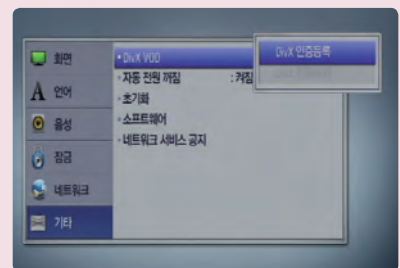 화면
언어
음성
잠금
네트워크
기타
• DivX VOD
• 자동 전원 꺼짐 : 켜짐
• 초기화
• 소프트웨어
• 네트워크 서비스 공지
DivX 인증등록